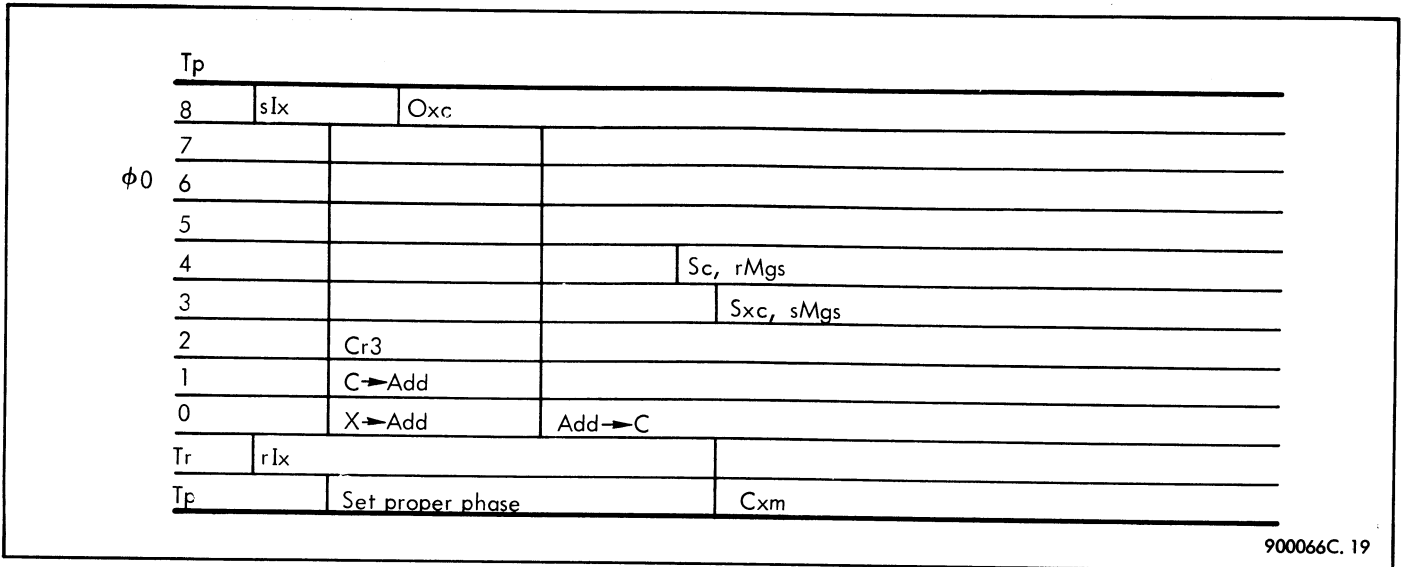 Tp
8 sIx Oxc
7
ϕ0 6
5
4 Sc, rMgs
3 Sxc, sMgs
2 Cr3
1 C→Add
0 X→Add Add→C
Tr rIx
Tp Set proper phase Cxm
900066C. 19